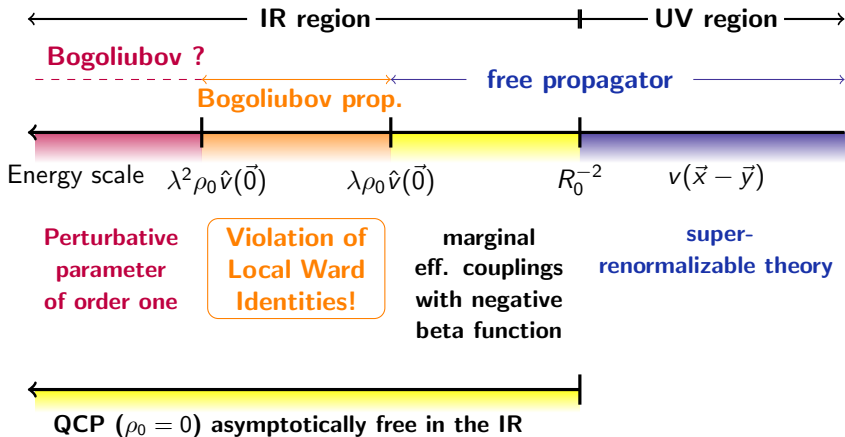 IR region
UV region
Bogoliubov ?
free propagator
Bogoliubov prop.
Energy scale
λ²ρ₀v̂(0⃗)
λρ₀v̂(0⃗)
R₀⁻²
v(x⃗ − y⃗)
Perturbative
parameter
of order one
Violation of
Local Ward
Identities!
marginal
eff. couplings
with negative
beta function
super-
renormalizable theory
QCP (ρ₀ = 0) asymptotically free in the IR